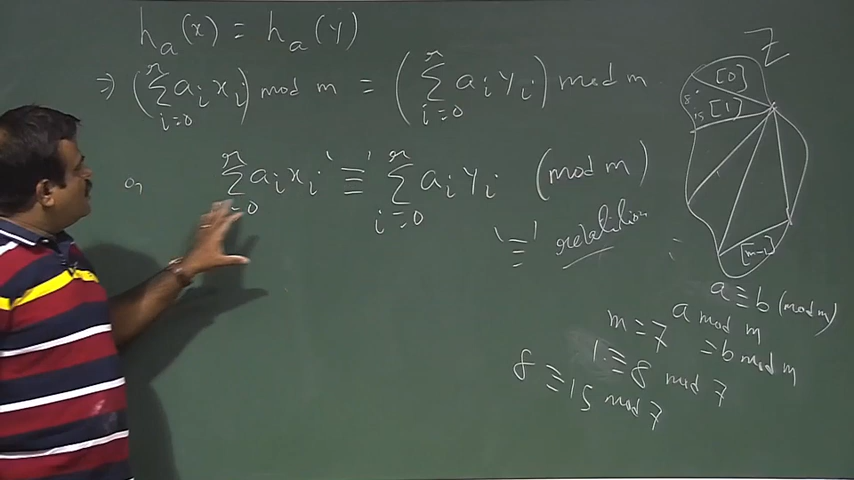 h_a(x) = h_a(y)
⇒ (Σ_{i=0}^{r} a_i x_i) mod m = (Σ_{i=0}^{r} a_i y_i) mod m
or Σ_{i=0}^{r} a_i x_i '≡' Σ_{i=0}^{r} a_i y_i (mod m)
'≡' relation
Z
[0]
8
15 [1]
[m-1]
a ≡ b (mod m)
a mod m
= b mod m
m = 7
1 ≡ 8 mod 7
8 ≡ 15 mod 7